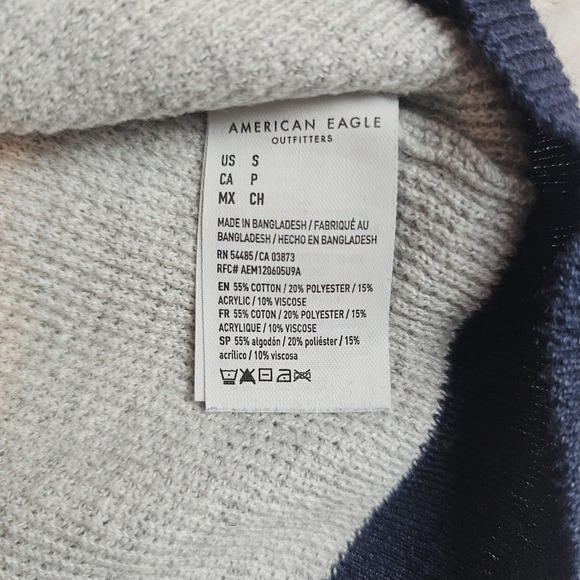 AMERICAN EAGLE
OUTFITTERS
US S
CA P
MX CH
MADE IN BANGLADESH / FABRIQUÉ AU
BANGLADESH / HECHO EN BANGLADESH
RN 54485/CA 03873
RFC# AEM120605U9A
EN 55% COTTON / 20% POLYESTER / 15%
ACRYLIC / 10% VISCOSE
FR 55% COTON / 20% POLYESTER / 15%
ACRYLIQUE / 10% VISCOSE
SP 55% algodón / 20% poliéster / 15%
acrílico / 10% viscosa